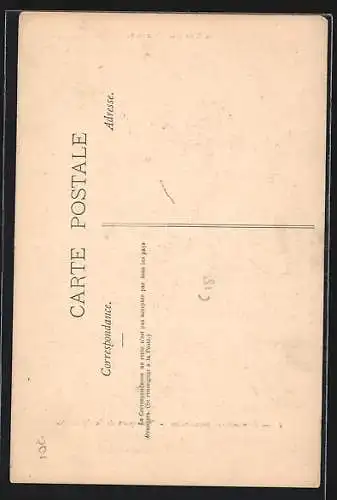 CARTE POSTALE
Correspondance.
Adresse.
La Correspondance au recto n'est pas acceptée par tous les pays
étrangers. (Se renseigner à la Poste.)